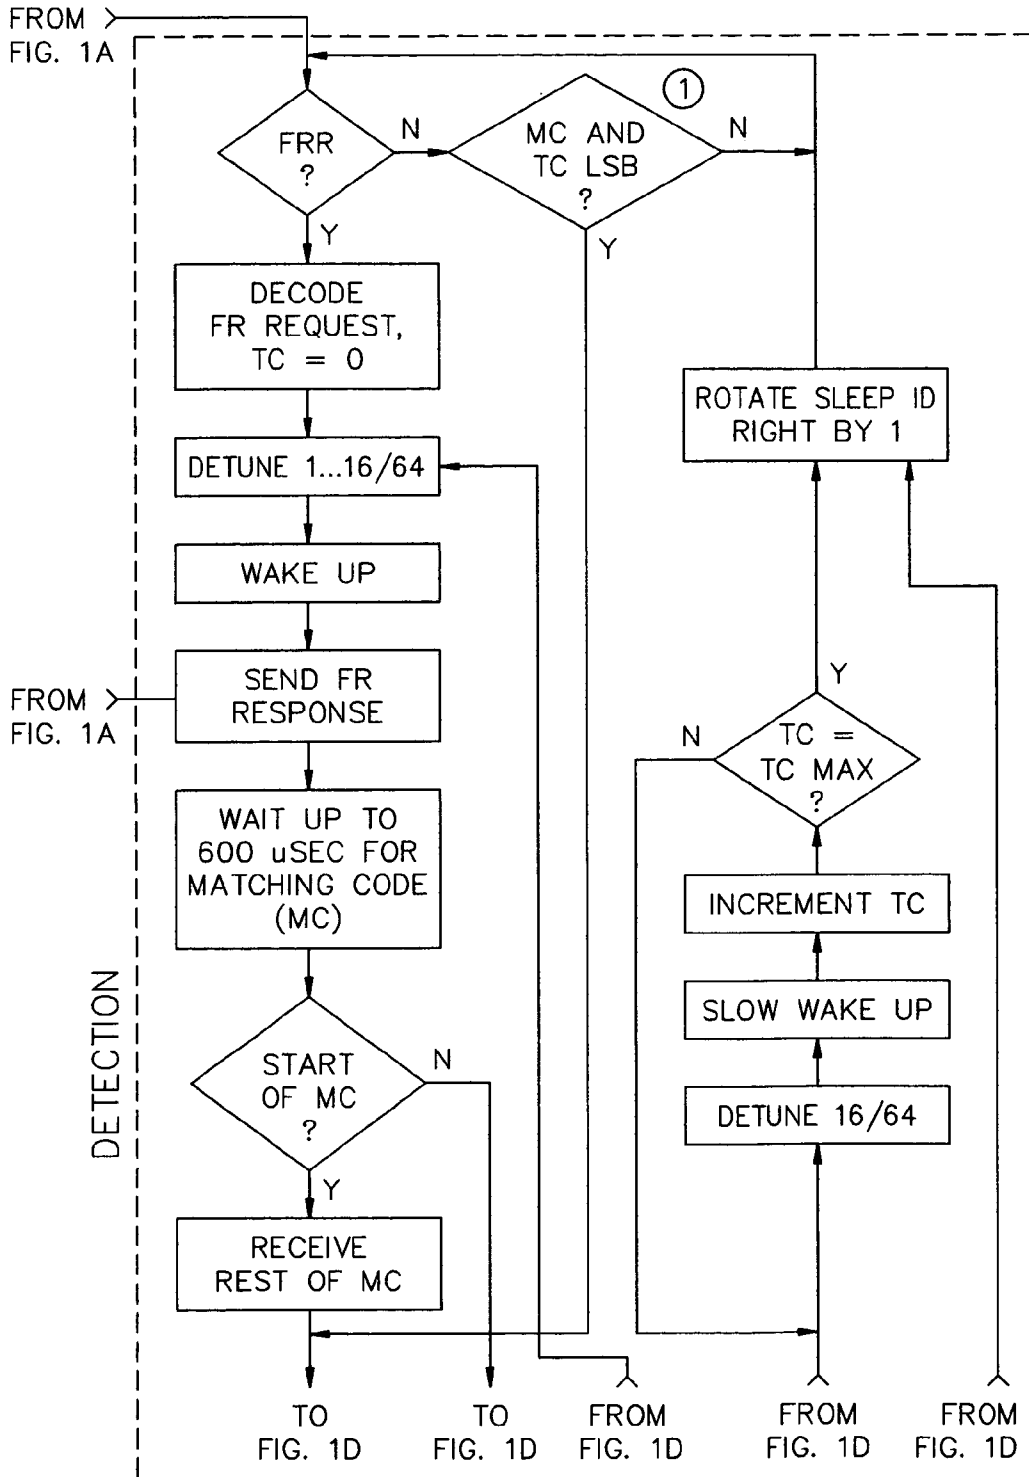 FROM
FIG. 1A
FRR
?
N
Y
1
MC AND
TC LSB
?
N
Y
DECODE
FR REQUEST,
TC = 0
DETUNE 1...16/64
WAKE UP
FROM
FIG. 1A
SEND FR
RESPONSE
WAIT UP TO
600 uSEC FOR
MATCHING CODE
(MC)
START
OF MC
?
N
Y
RECEIVE
REST OF MC
ROTATE SLEEP ID
RIGHT BY 1
Y
N
TC =
TC MAX
?
INCREMENT TC
SLOW WAKE UP
DETUNE 16/64
DETECTION
TO
FIG. 1D
TO
FIG. 1D
FROM
FIG. 1D
FROM
FIG. 1D
FROM
FIG. 1D